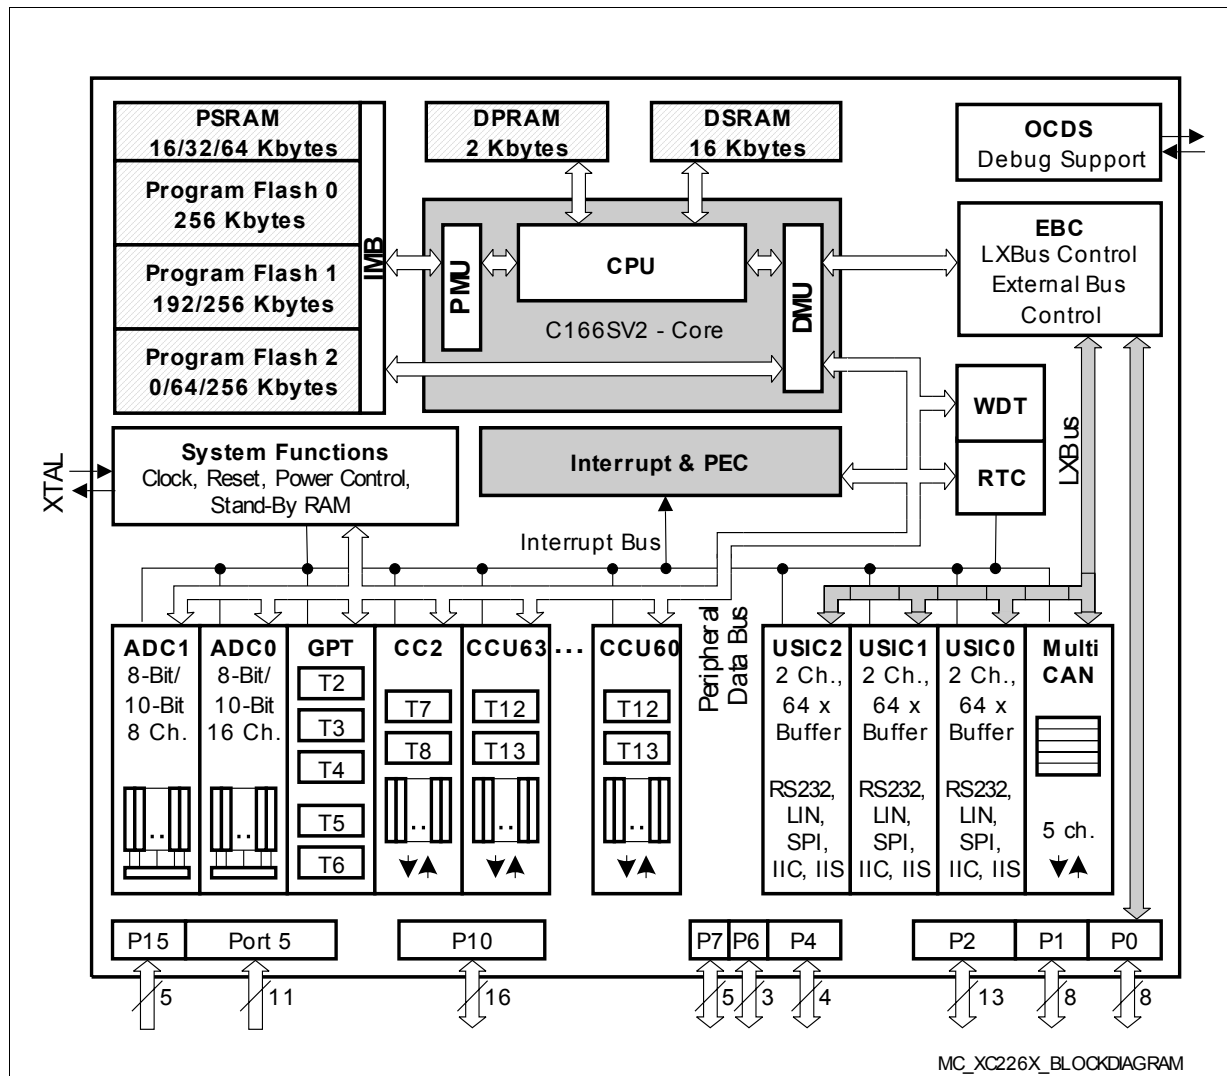 PSRAM
16/32/64 Kbytes
Program Flash 0
256 Kbytes
Program Flash 1
192/256 Kbytes
Program Flash 2
0/64/256 Kbytes
IMB
DPRAM
2 Kbytes
DSRAM
16 Kbytes
OCDS
Debug Support
PMU
CPU
DMU
C166SV2 - Core
EBC
LXBus Control
External Bus
Control
System Functions
Clock, Reset, Power Control,
Stand-By RAM
XTAL
Interrupt & PEC
WDT
RTC
LXBus
Interrupt Bus
Peripheral
Data Bus
ADC1
8-Bit/
10-Bit
8 Ch.
..
ADC0
8-Bit/
10-Bit
16 Ch.
..
GPT
T2
T3
T4
T5
T6
CC2
T7
T8
..
CCU63
T12
T13
..
...
CCU60
T12
T13
..
USIC2
2 Ch.,
64 x
Buffer
RS232,
LIN,
SPI,
IIC, IIS
USIC1
2 Ch.,
64 x
Buffer
RS232,
LIN,
SPI,
IIC, IIS
USIC0
2 Ch.,
64 x
Buffer
RS232,
LIN,
SPI,
IIC, IIS
Multi
CAN
5 ch.
P15
Port 5
P10
P7
P6
P4
P2
P1
P0
5
11
16
5
3
4
13
8
8
MC_XC226X_BLOCKDIAGRAM